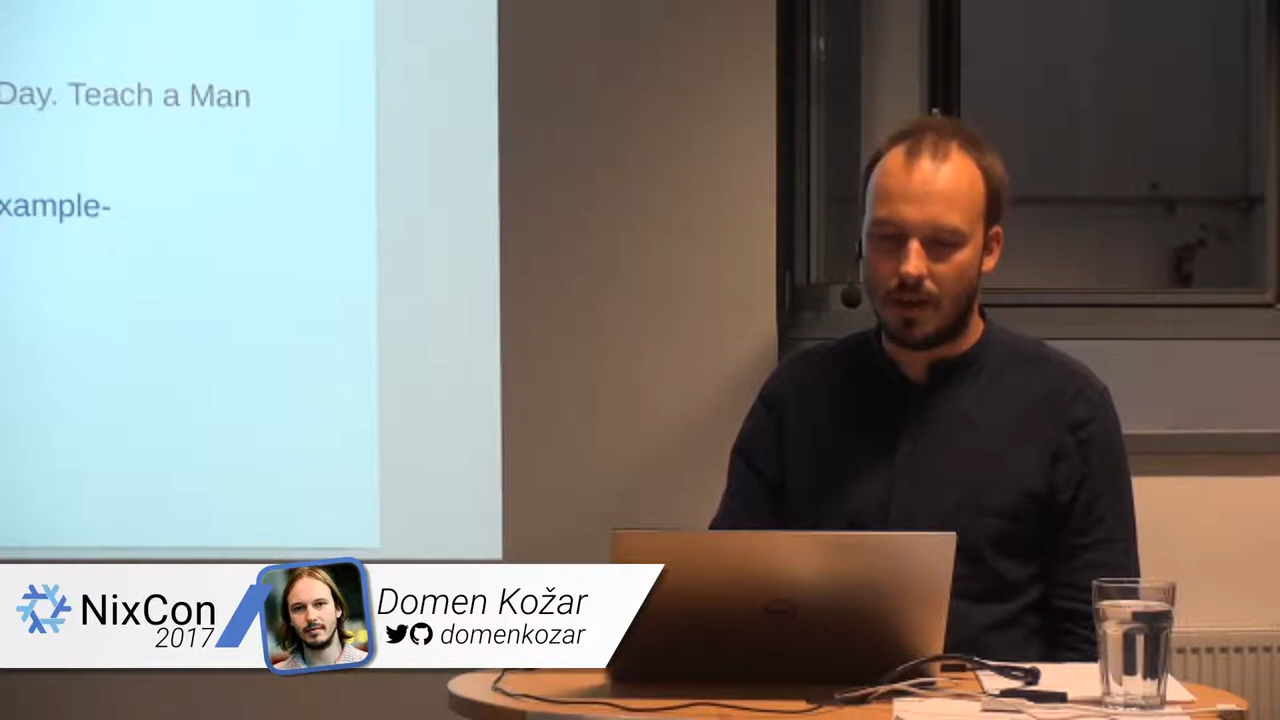 Day. Teach a Man
xample-
NixCon
2017
Domen Kožar
domenkozar